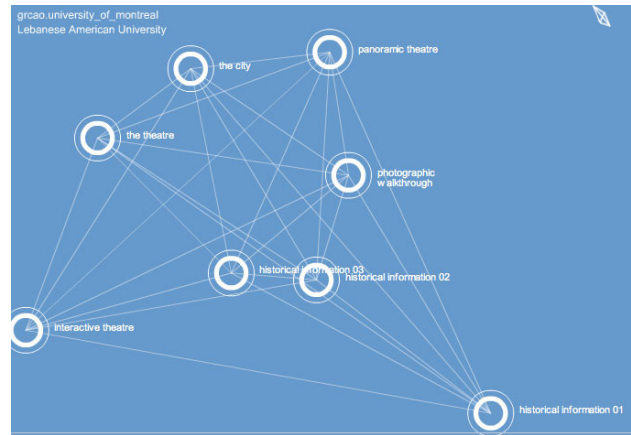 grcao.university_of_montreal
Lebanese American University
panoramic theatre
the city
the theatre
photographic
walkthrough
historical information 03
historical information 02
interactive theatre
historical information 01